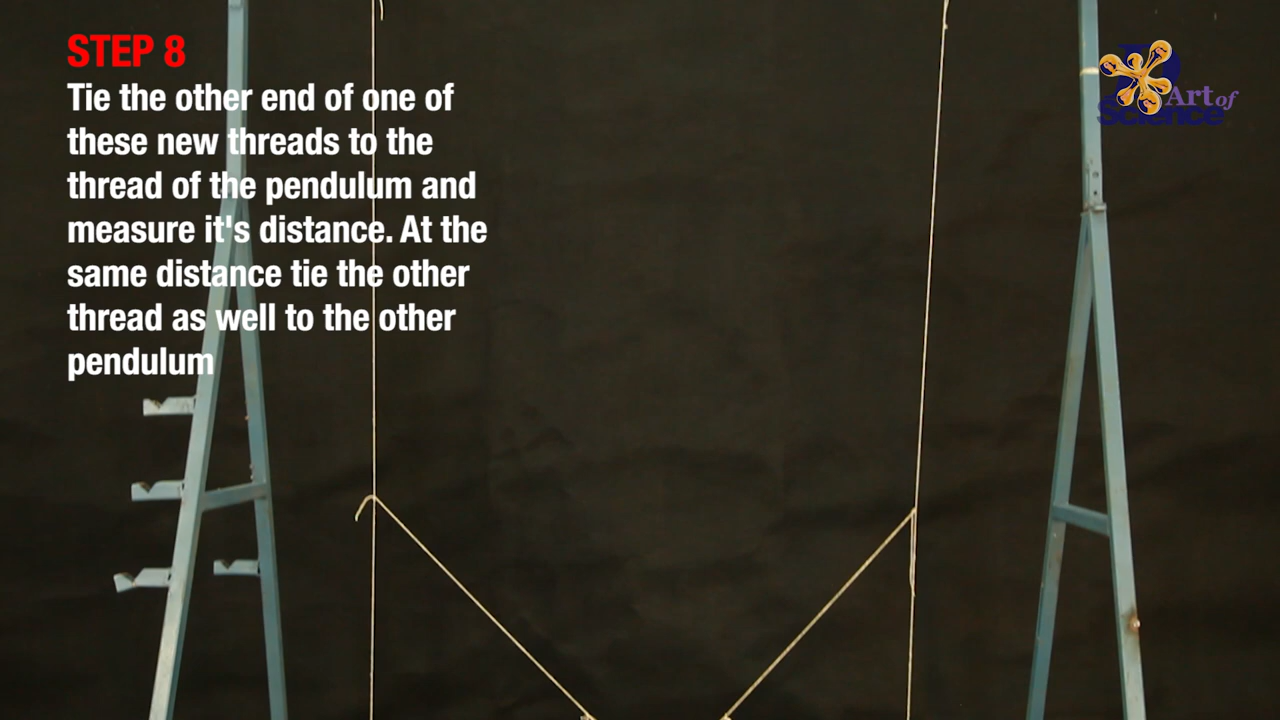 STEP 8
Tie the other end of one of
these new threads to the
thread of the pendulum and
measure it's distance. At the
same distance tie the other
thread as well to the other
pendulum
Art of
Science